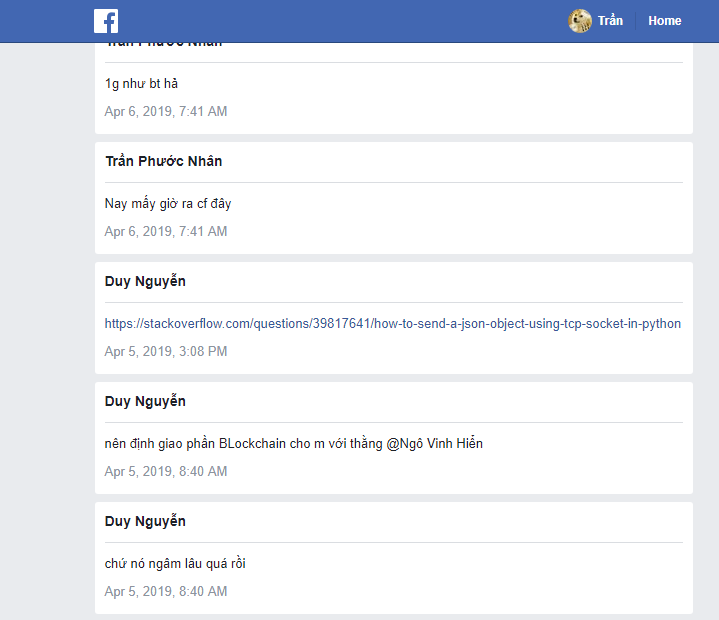 Trần
Home
Trần Phước Nhân
1g như bt hả
Apr 6, 2019, 7:41 AM
Trần Phước Nhân
Nay mấy giờ ra cf đây
Apr 6, 2019, 7:41 AM
Duy Nguyễn
https://stackoverflow.com/questions/39817641/how-to-send-a-json-object-using-tcp-socket-in-python
Apr 5, 2019, 3:08 PM
Duy Nguyễn
nên định giao phần BLockchain cho m với thằng @Ngô Vinh Hiển
Apr 5, 2019, 8:40 AM
Duy Nguyễn
chứ nó ngâm lâu quá rồi
Apr 5, 2019, 8:40 AM